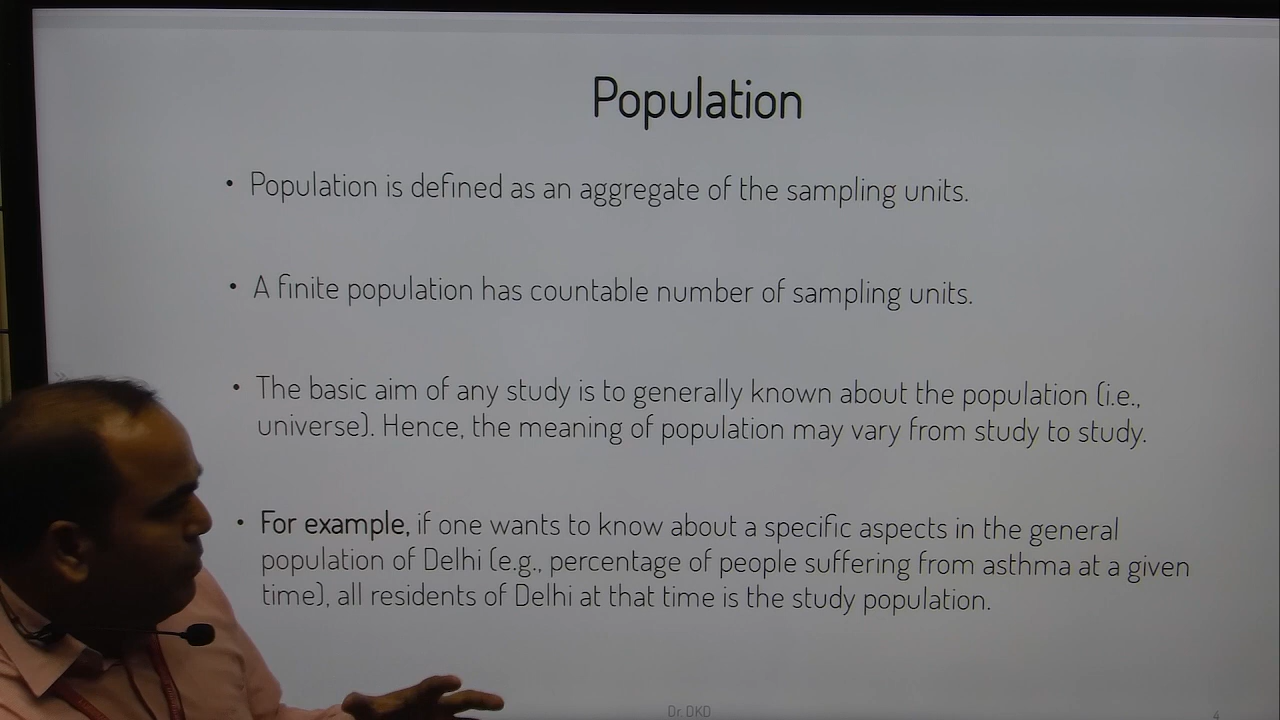 Population
• Population is defined as an aggregate of the sampling units.
• A finite population has countable number of sampling units.
• The basic aim of any study is to generally known about the population (i.e.,
universe). Hence, the meaning of population may vary from study to study.
• For example, if one wants to know about a specific aspects in the general
population of Delhi (e.g., percentage of people suffering from asthma at a given
time), all residents of Delhi at that time is the study population.
Dr. DKD
4